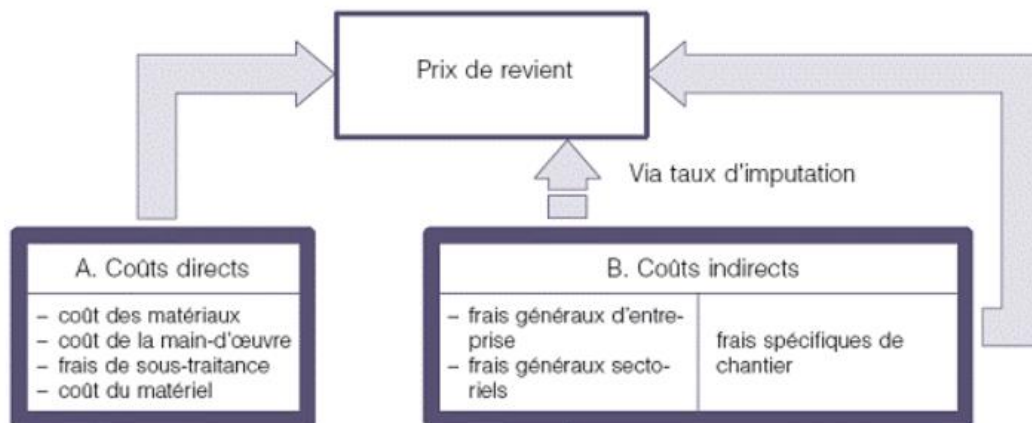 Prix de revient
Via taux d'imputation
A. Coûts directs
– coût des matériaux
– coût de la main-d'œuvre
– frais de sous-traitance
– coût du matériel
B. Coûts indirects
– frais généraux d'entre-
prise
– frais généraux secto-
riels
frais spécifiques de
chantier